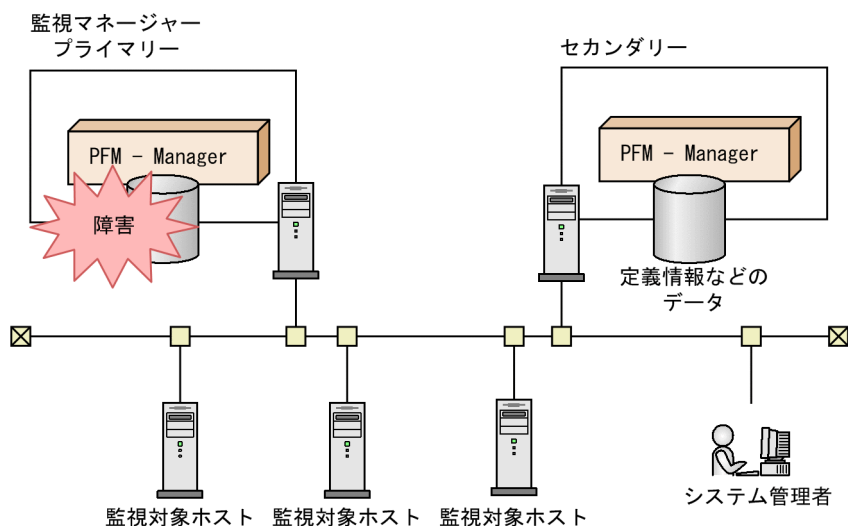 監視マネージャー
プライマリー
セカンダリー
PFM - Manager
PFM - Manager
障害
定義情報などの
データ
監視対象ホスト
監視対象ホスト
監視対象ホスト
システム管理者